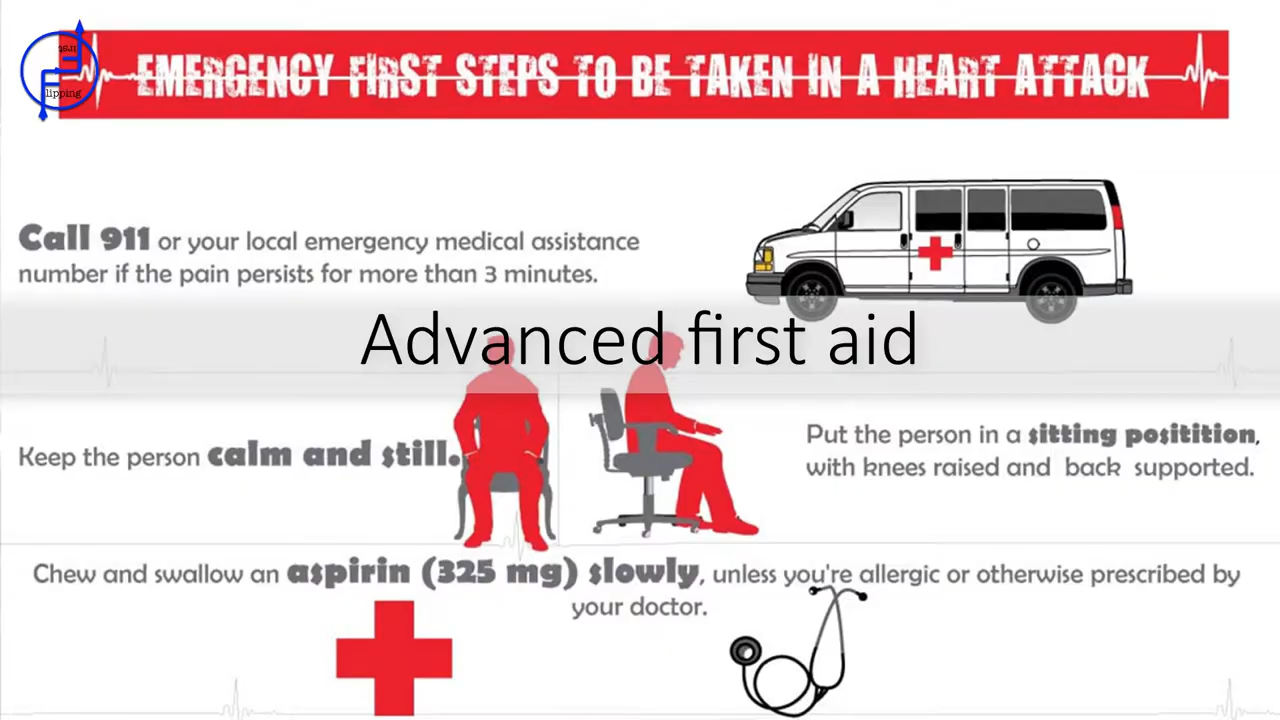 irst
F
F
lipping
EMERGENCY FIRST STEPS TO BE TAKEN IN A HEART ATTACK
Call 911 or your local emergency medical assistance
number if the pain persists for more than 3 minutes.
Advanced first aid
Keep the person calm and still.
Put the person in a sitting positition,
with knees raised and back supported.
Chew and swallow an aspirin (325 mg) slowly, unless you're allergic or otherwise prescribed by
your doctor.